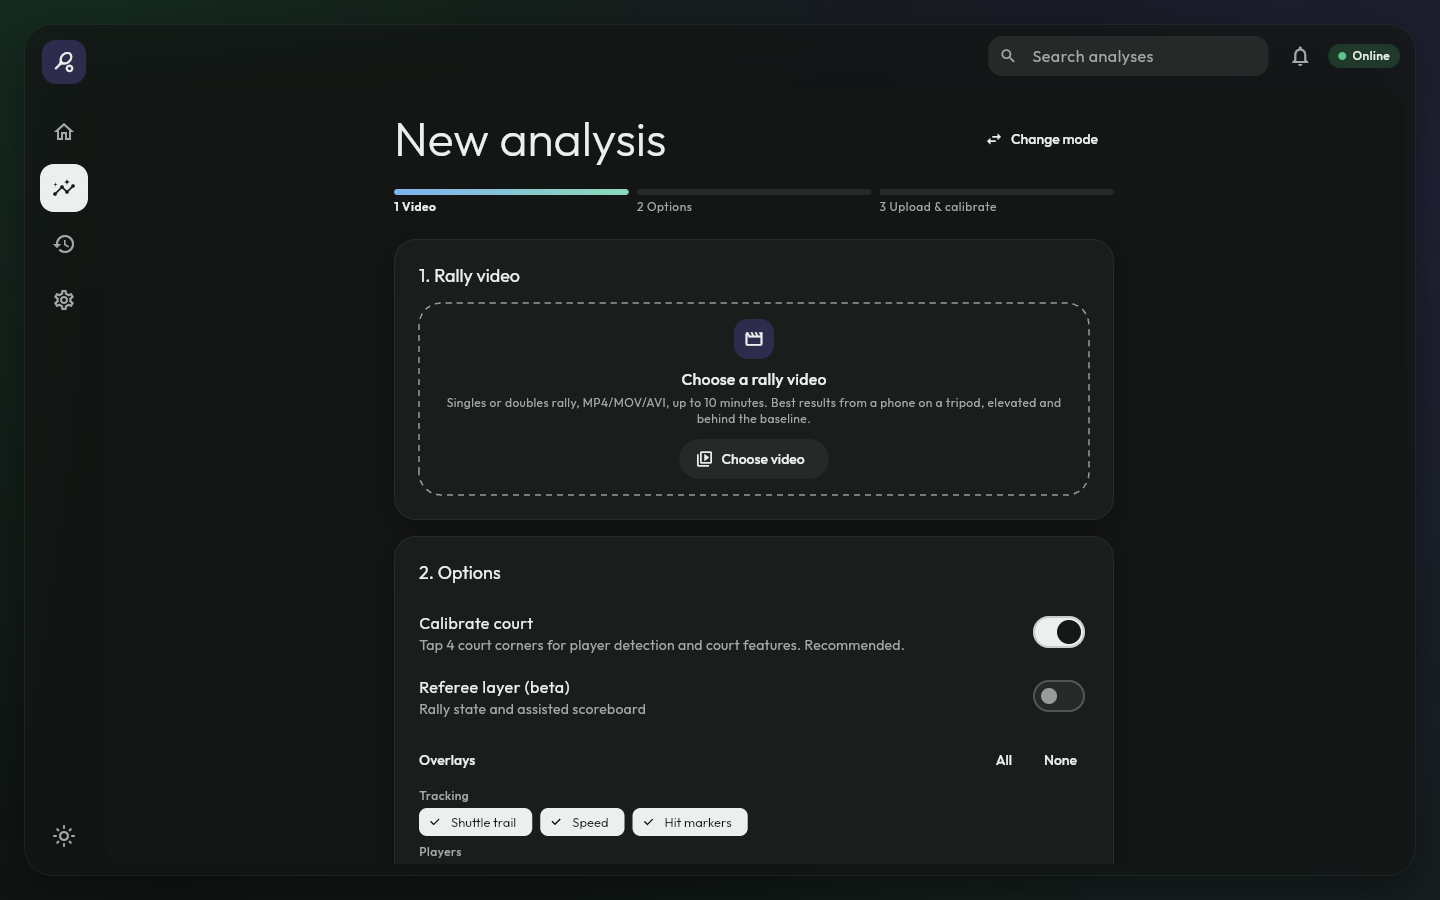 Search analyses
Online
New analysis
Change mode
1 Video
2 Options
3 Upload & calibrate
1. Rally video
Choose a rally video
Singles or doubles rally, MP4/MOV/AVI, up to 10 minutes. Best results from a phone on a tripod, elevated and
behind the baseline.
Choose video
2. Options
Calibrate court
Tap 4 court corners for player detection and court features. Recommended.
Referee layer (beta)
Rally state and assisted scoreboard
Overlays
All
None
Tracking
Shuttle trail
Speed
Hit markers
Players